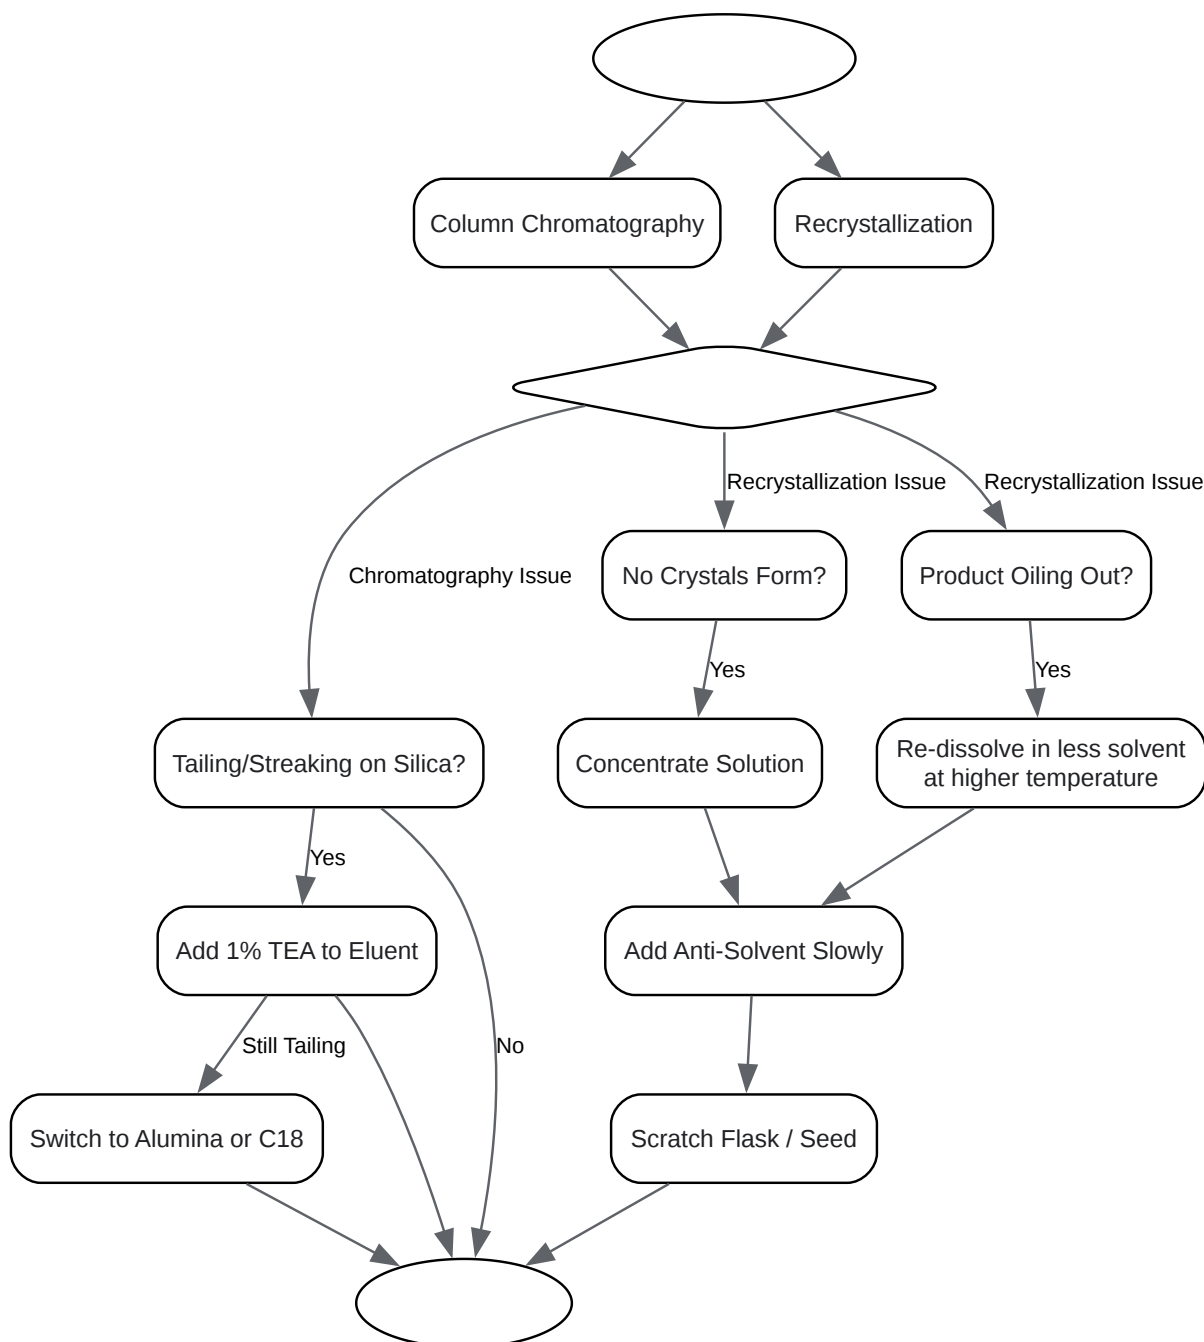 Column Chromatography
Recrystallization
Recrystallization Issue
Recrystallization Issue
Chromatography Issue
No Crystals Form?
Product Oiling Out?
Yes
Yes
Tailing/Streaking on Silica?
Concentrate Solution
Re-dissolve in less solvent
at higher temperature
Yes
Add 1% TEA to Eluent
Add Anti-Solvent Slowly
Still Tailing
No
Switch to Alumina or C18
Scratch Flask / Seed